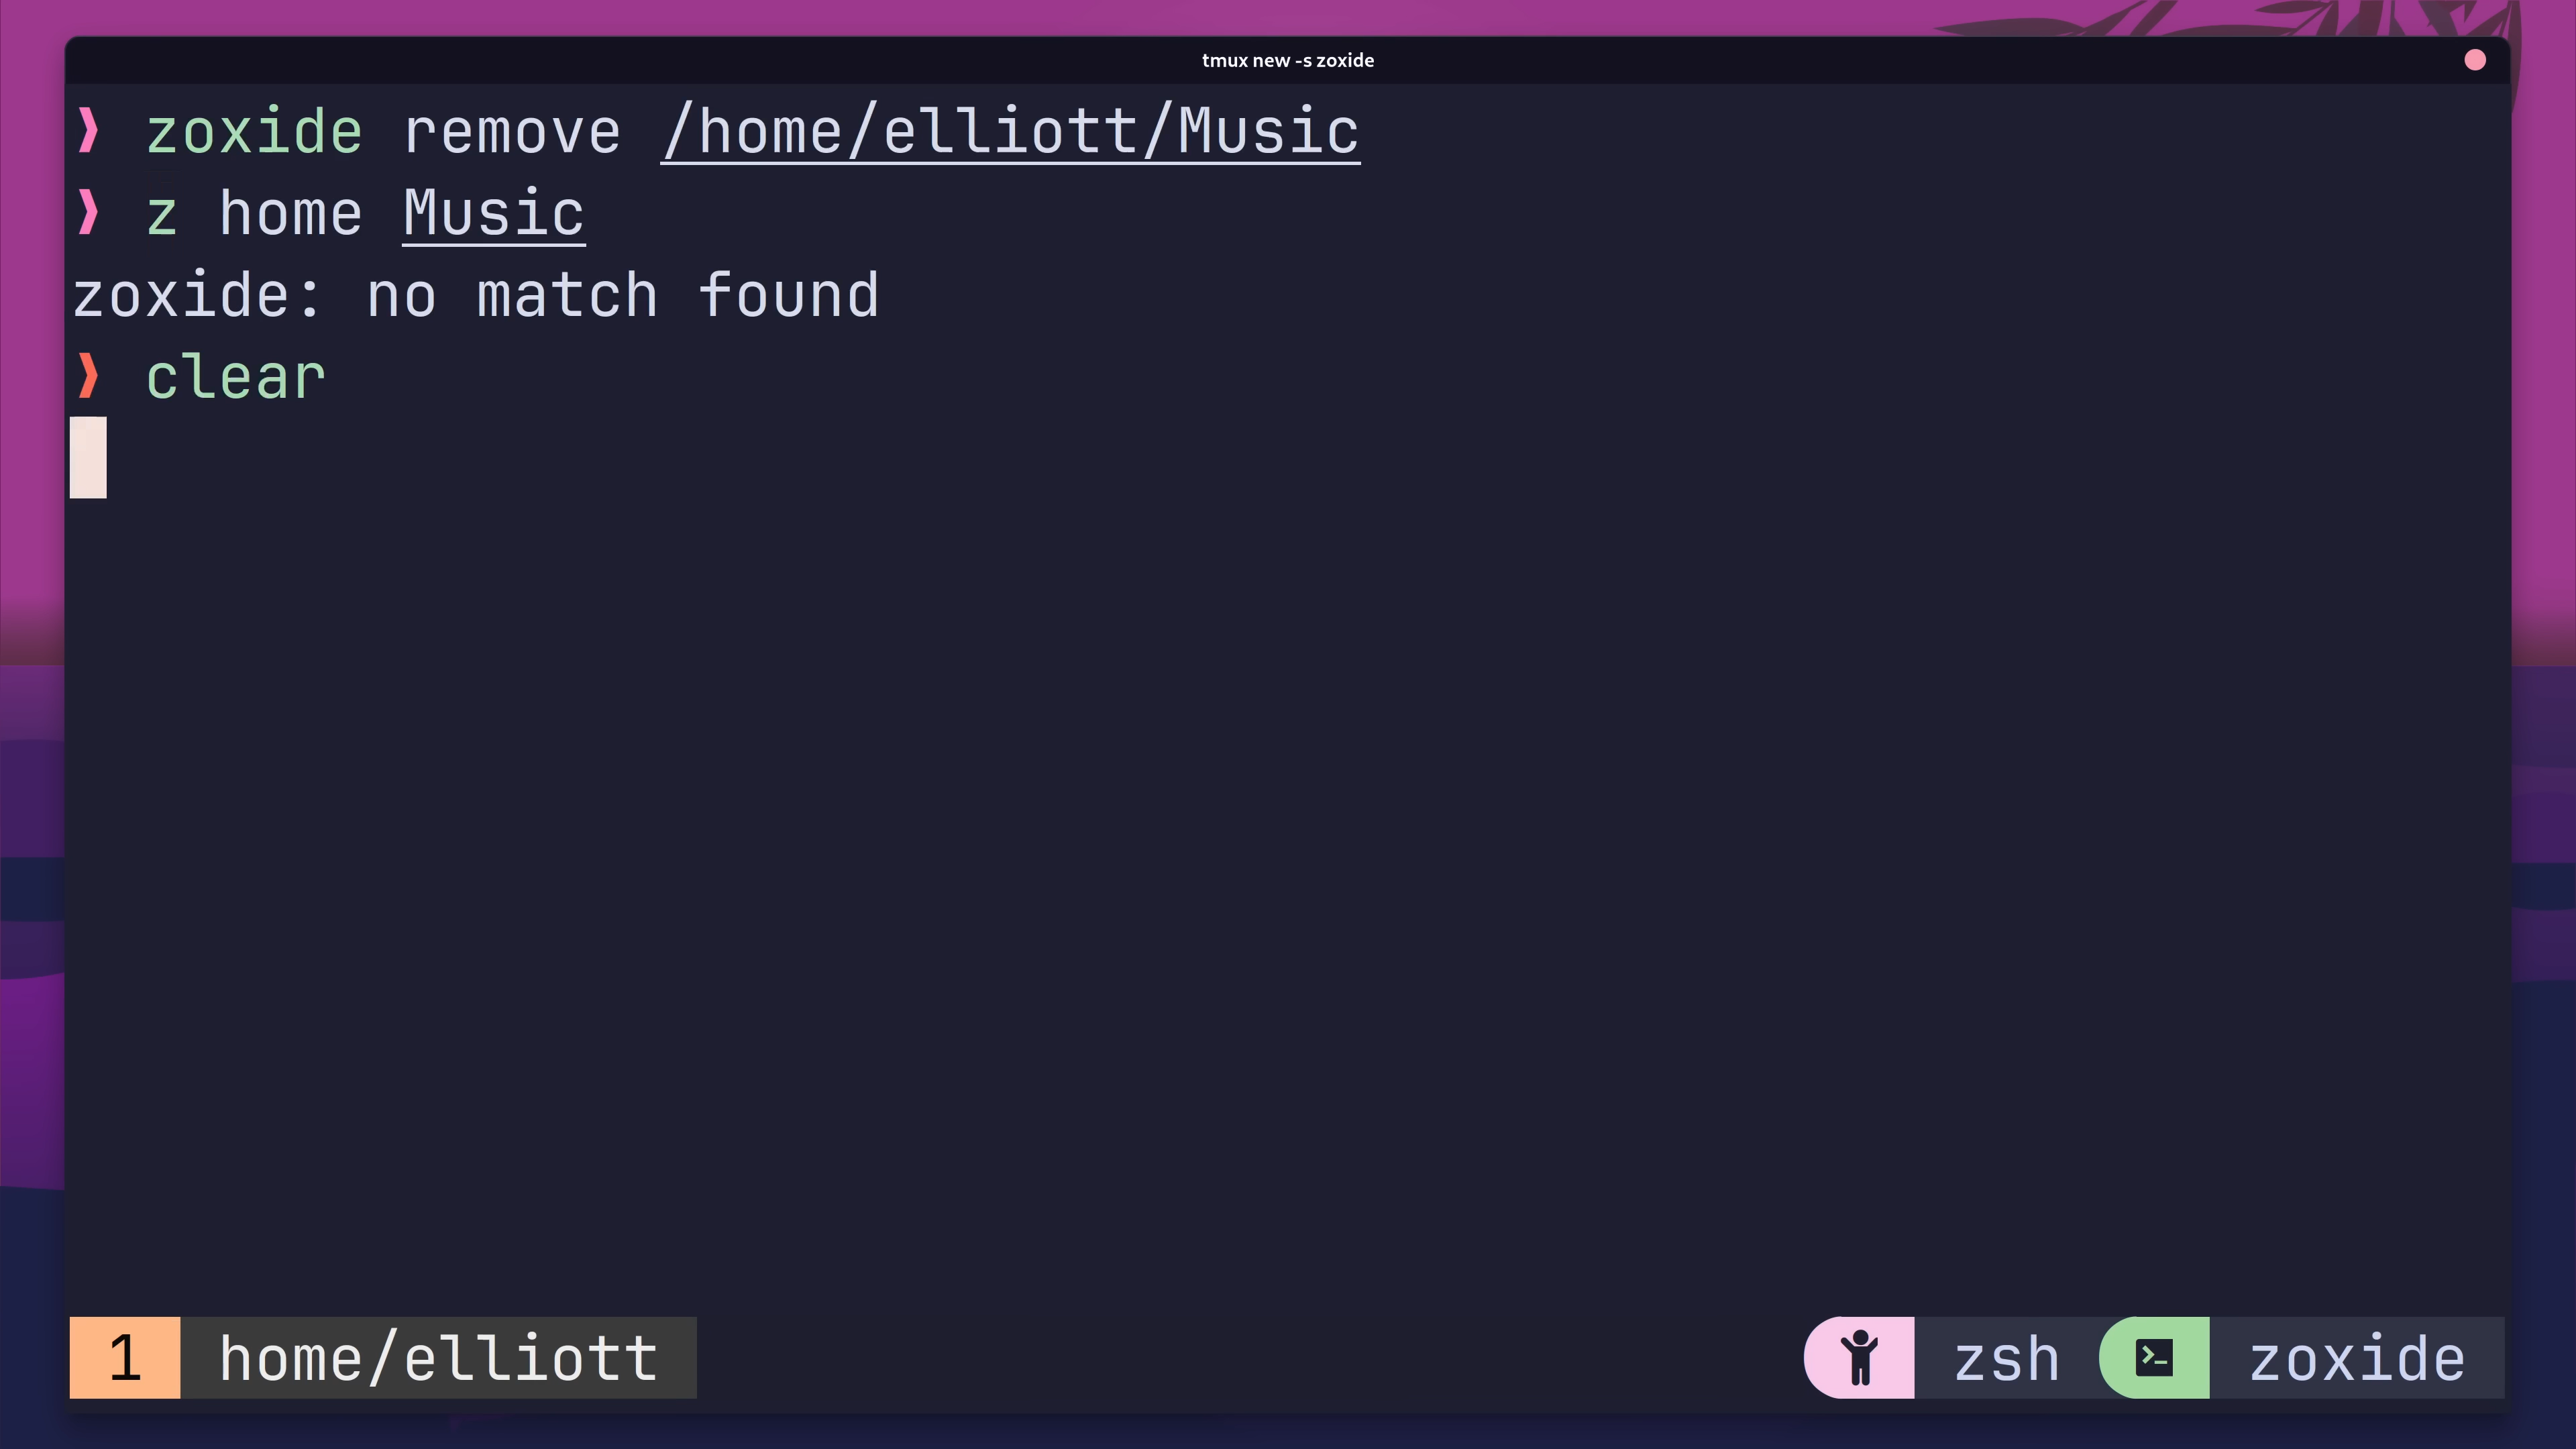 tmux new -s zoxide
❱ zoxide remove /home/elliott/Music
❱ z home Music
zoxide: no match found
❱ clear
1 home/elliott
zsh
zoxide